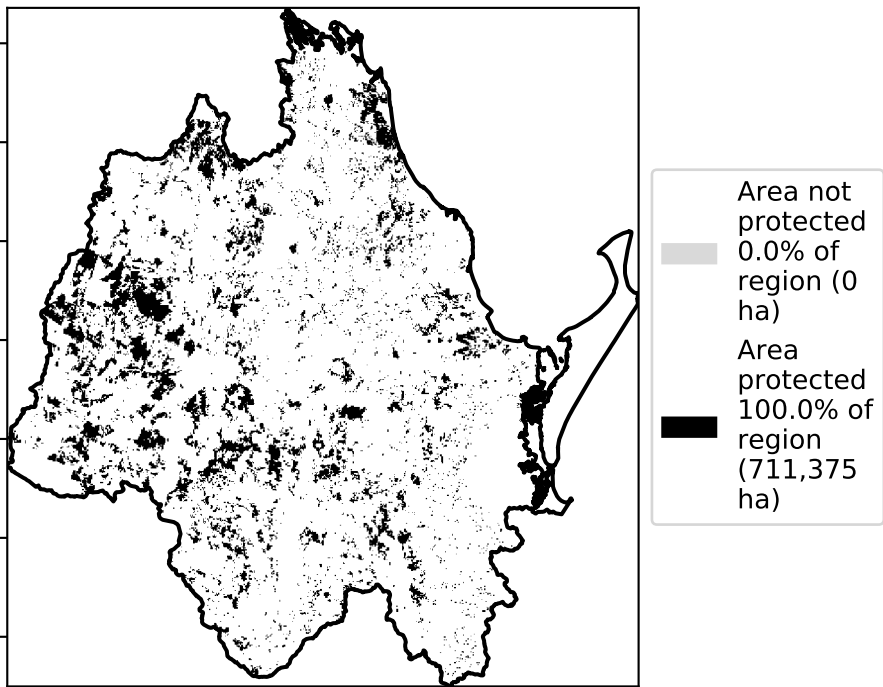 Area not
protected
0.0% of
region (0
ha)
Area
protected
100.0% of
region
(711,375
ha)